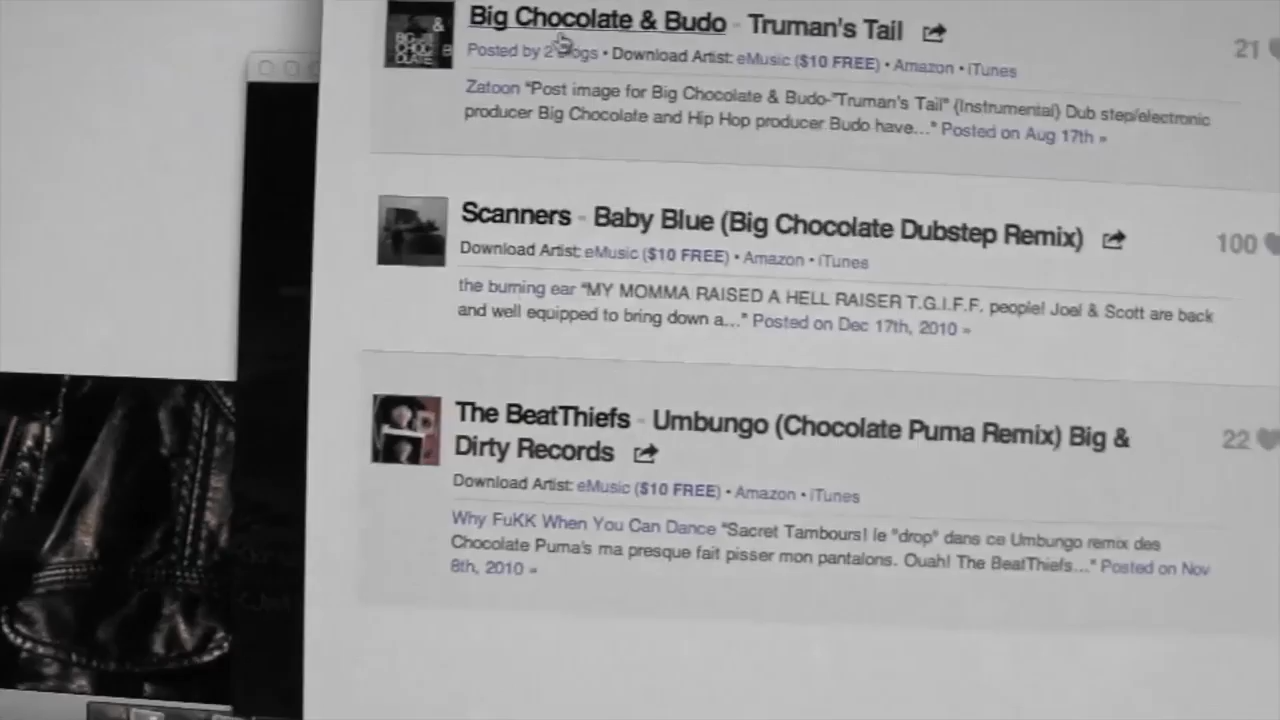 & 
BIG
CHOC B
OLATE
Big Chocolate & Budo - Truman's Tail
21
Posted by 2 blogs • Download Artist: eMusic ($10 FREE) • Amazon • iTunes
Zatoon "Post image for Big Chocolate & Budo-"Truman's Tail" {Instrumental} Dub step/electronic
producer Big Chocolate and Hip Hop producer Budo have..." Posted on Aug 17th »
Scanners - Baby Blue (Big Chocolate Dubstep Remix)
100
Download Artist: eMusic ($10 FREE) • Amazon • iTunes
the burning ear "MY MOMMA RAISED A HELL RAISER T.G.I.F.F. people! Joel & Scott are back
and well equipped to bring down a..." Posted on Dec 17th, 2010 »
The BeatThiefs - Umbungo (Chocolate Puma Remix) Big &
Dirty Records
22
Download Artist: eMusic ($10 FREE) • Amazon • iTunes
Why FuKK When You Can Dance "Sacret Tambours! le "drop" dans ce Umbungo remix des
Chocolate Puma's ma presque fait pisser mon pantalons. Ouah! The BeatThiefs..." Posted on Nov
8th, 2010 »